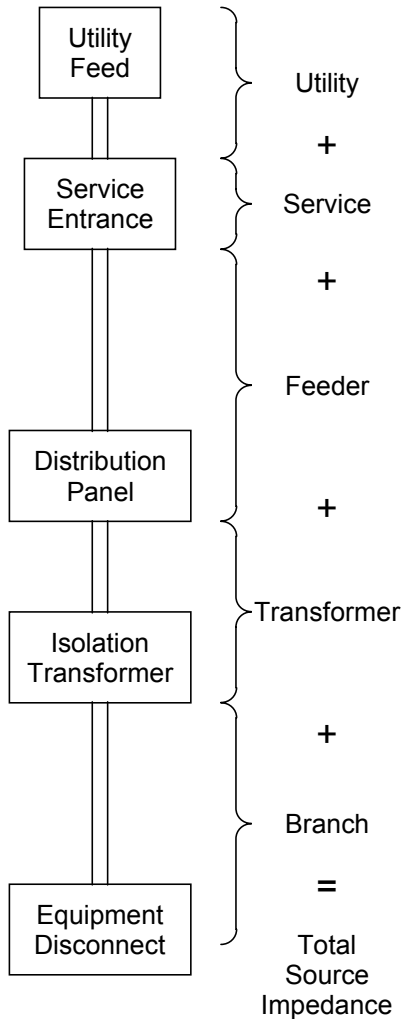 Utility
Feed
Utility
+
Service
Entrance
Service
+
Feeder
Distribution
Panel
+
Isolation
Transformer
Transformer
+
Branch
=
Equipment
Disconnect
Total
Source
Impedance